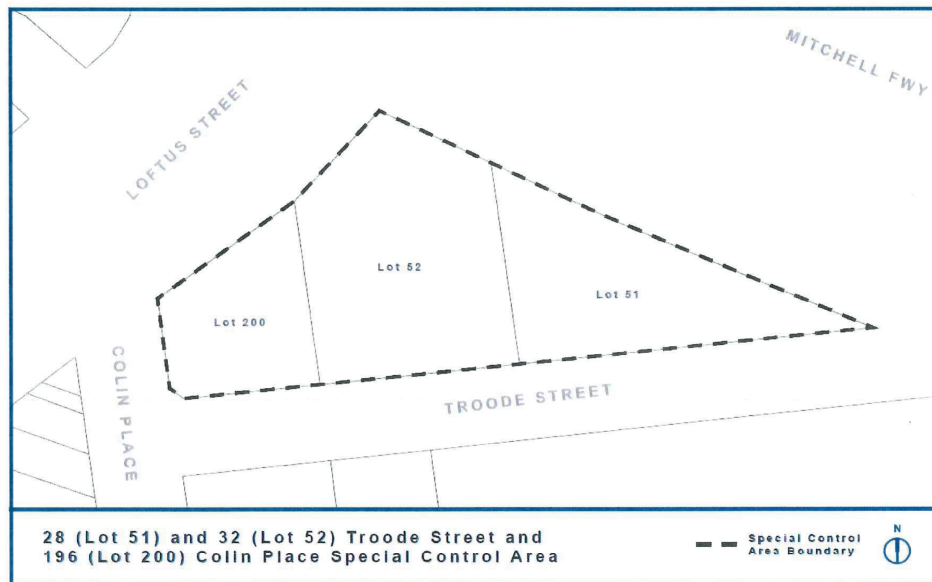 MITCHELL FWY
LOFTUS STREET
Lot 52
Lot 51
Lot 200
COLIN PLACE
TROODE STREET
28 (Lot 51) and 32 (Lot 52) Troode Street and
196 (Lot 200) Colin Place Special Control Area
Special Control
Area Boundary
N